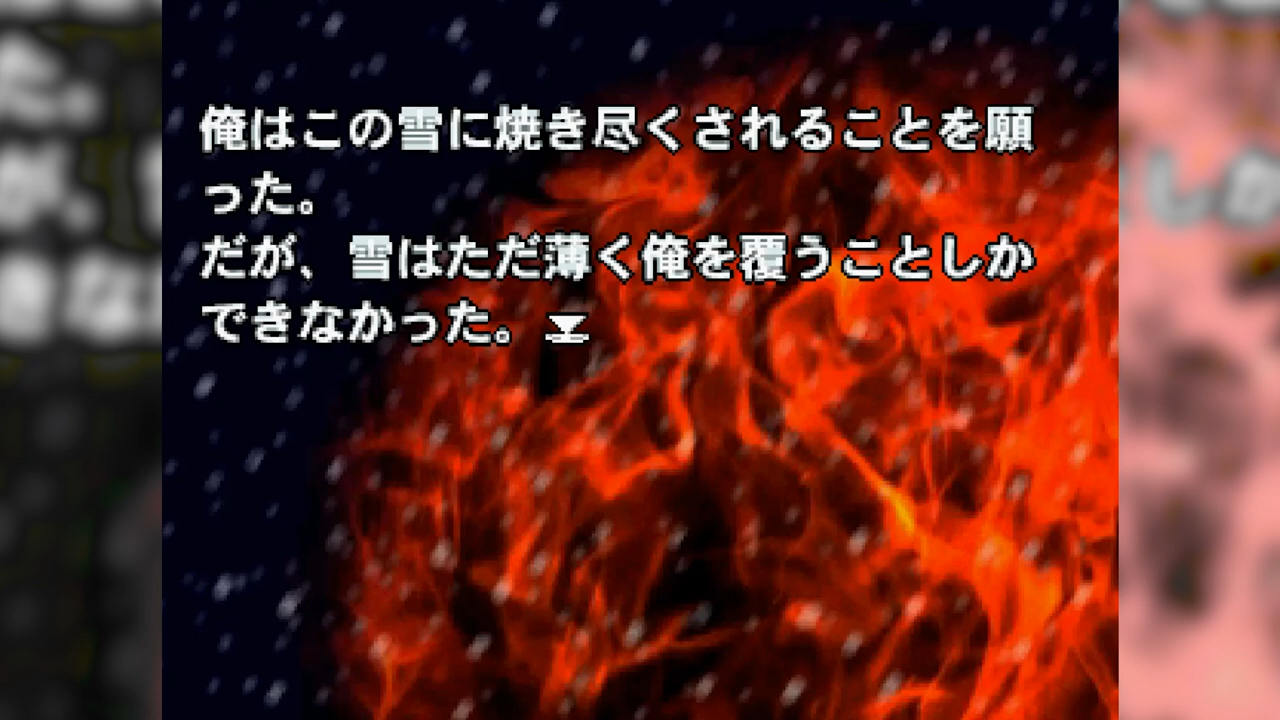 俺はこの雪に焼き尽くされることを願
った。
だが、雪はただ薄く俺を覆うことしか
できなかった。